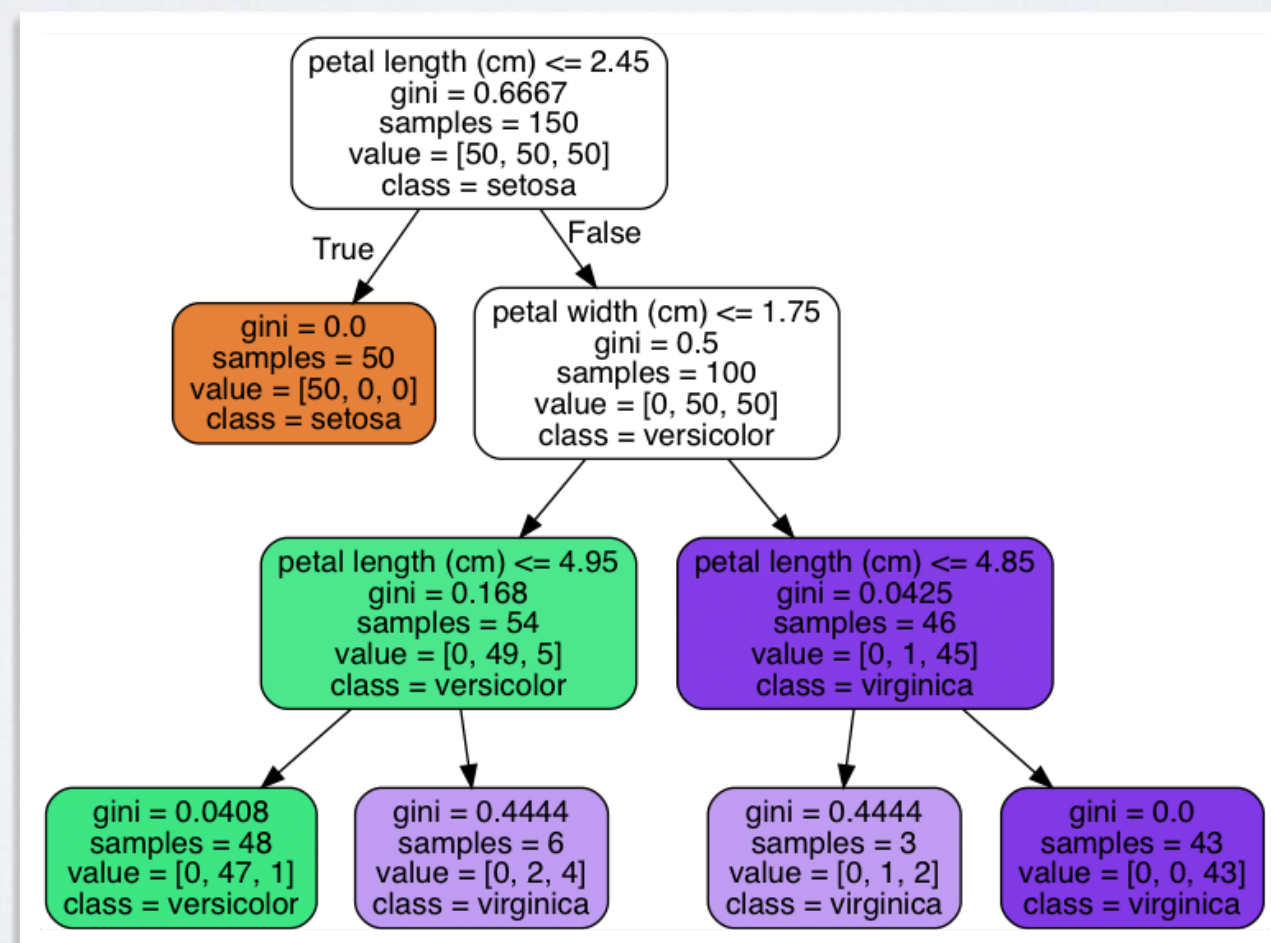 petal length (cm) <= 2.45
gini = 0.6667
samples = 150
value = [50, 50, 50]
class = setosa
True
False
gini = 0.0
samples = 50
value = [50, 0, 0]
class = setosa
petal width (cm) <= 1.75
gini = 0.5
samples = 100
value = [0, 50, 50]
class = versicolor
petal length (cm) <= 4.95
gini = 0.168
samples = 54
value = [0, 49, 5]
class = versicolor
petal length (cm) <= 4.85
gini = 0.0425
samples = 46
value = [0, 1, 45]
class = virginica
gini = 0.0408
samples = 48
value = [0, 47, 1]
class = versicolor
gini = 0.4444
samples = 6
value = [0, 2, 4]
class = virginica
gini = 0.4444
samples = 3
value = [0, 1, 2]
class = virginica
gini = 0.0
samples = 43
value = [0, 0, 43]
class = virginica